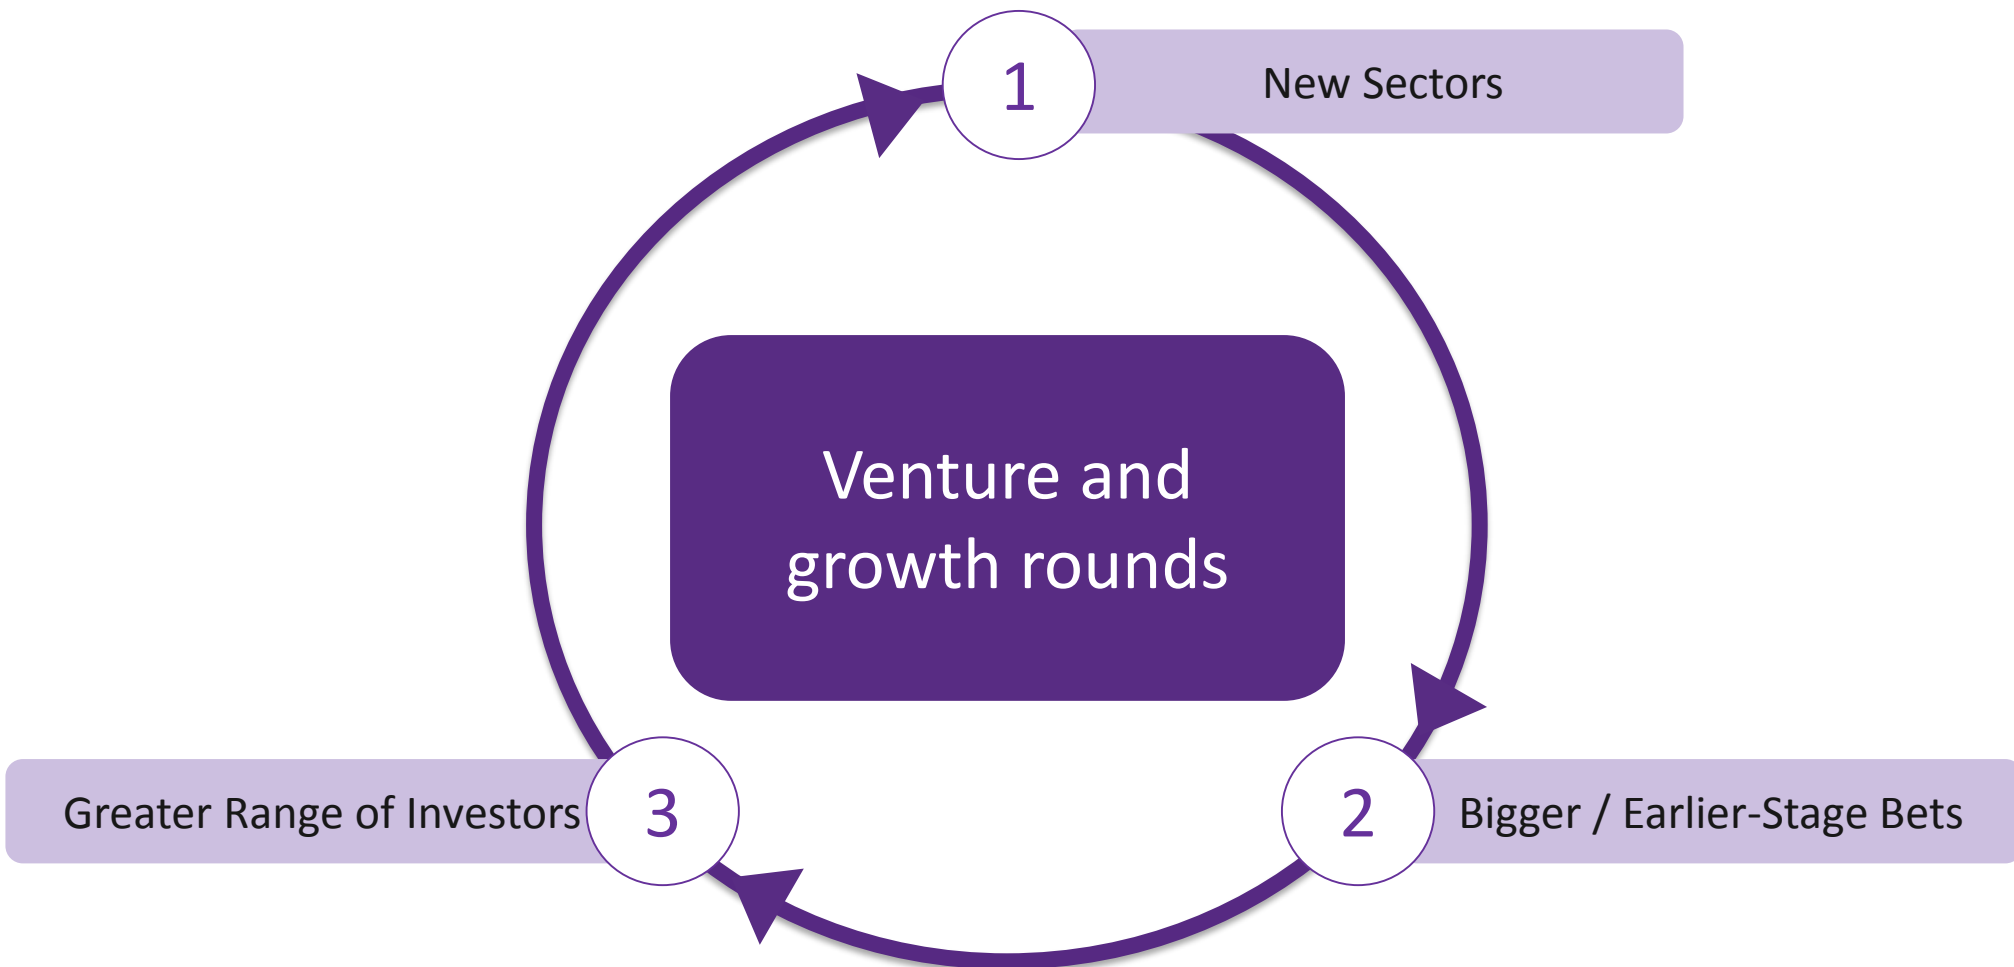 1
New Sectors
Venture and
growth rounds
Greater Range of Investors
3
2
Bigger / Earlier-Stage Bets